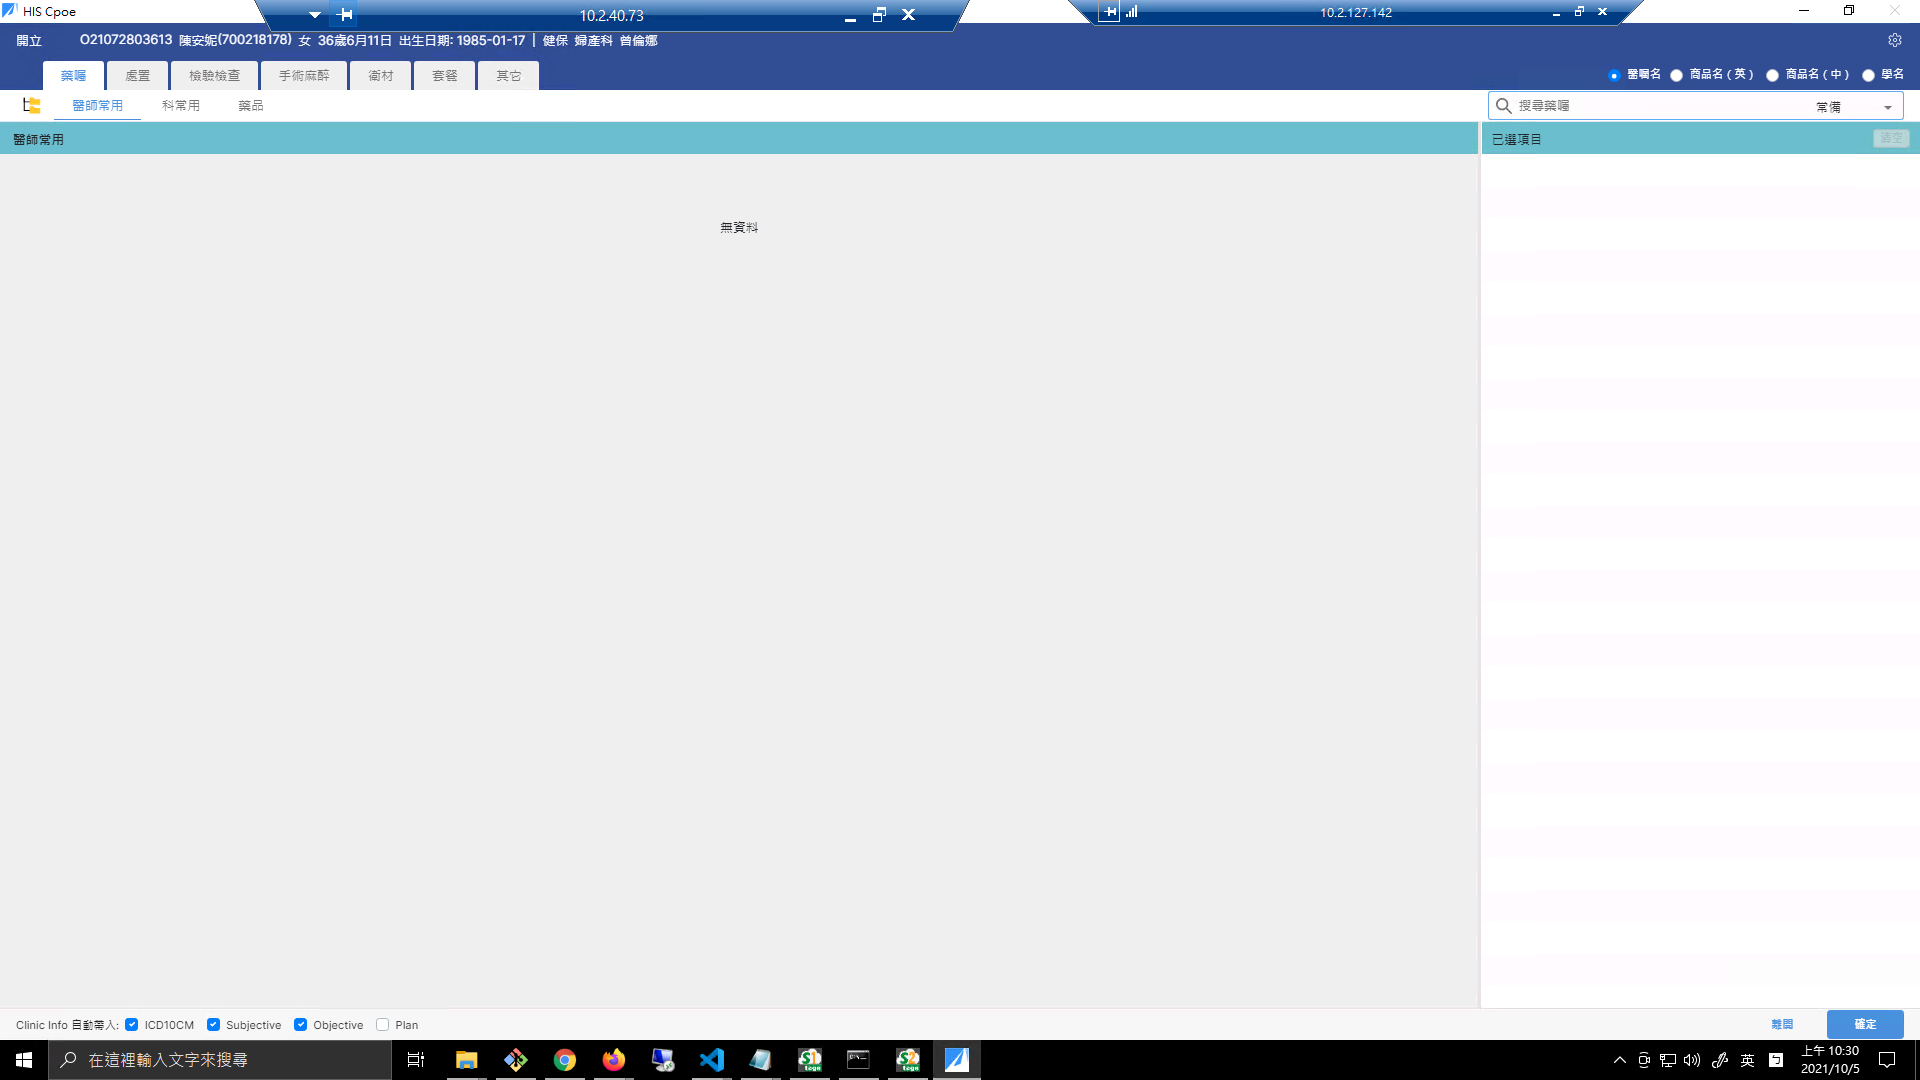 HIS Cpoe
10.2.40.73
10.2.127.142
開立 O21072803613 陳安妮(700218178) 女 36歲6月11日 出生日期: 1985-01-17 | 健保 婦產科 曾倫娜
藥囑 處置 檢驗檢查 手術麻醉 衛材 套餐 其它
醫囑名 商品名 ( 英 ) 商品名 ( 中 ) 學名
醫師常用 科常用 藥品
搜尋藥囑 常備
醫師常用
已選項目 清空
無資料
Clinic Info 自動帶入: ICD10CM Subjective Objective Plan
離開 確定
在這裡輸入文字來搜尋
英
上午 10:30
2021/10/5